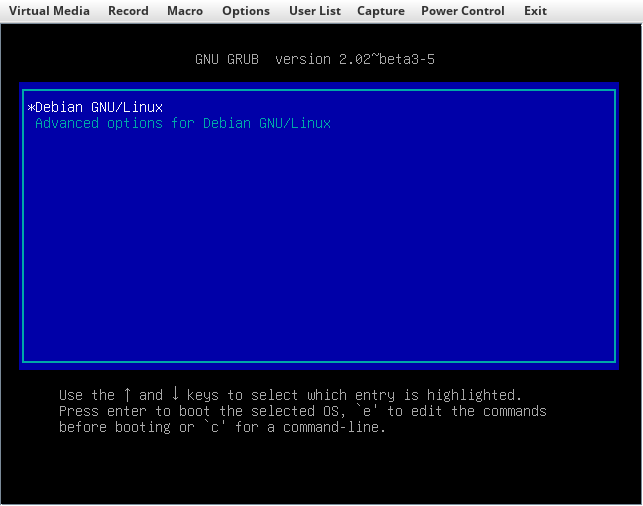 Virtual Media Record Macro Options User List Capture Power Control Exit
GNU GRUB  version 2.02~beta3-5
*Debian GNU/Linux
Advanced options for Debian GNU/Linux
Use the ↑ and ↓ keys to select which entry is highlighted.
Press enter to boot the selected OS, `e' to edit the commands
before booting or `c' for a command-line.